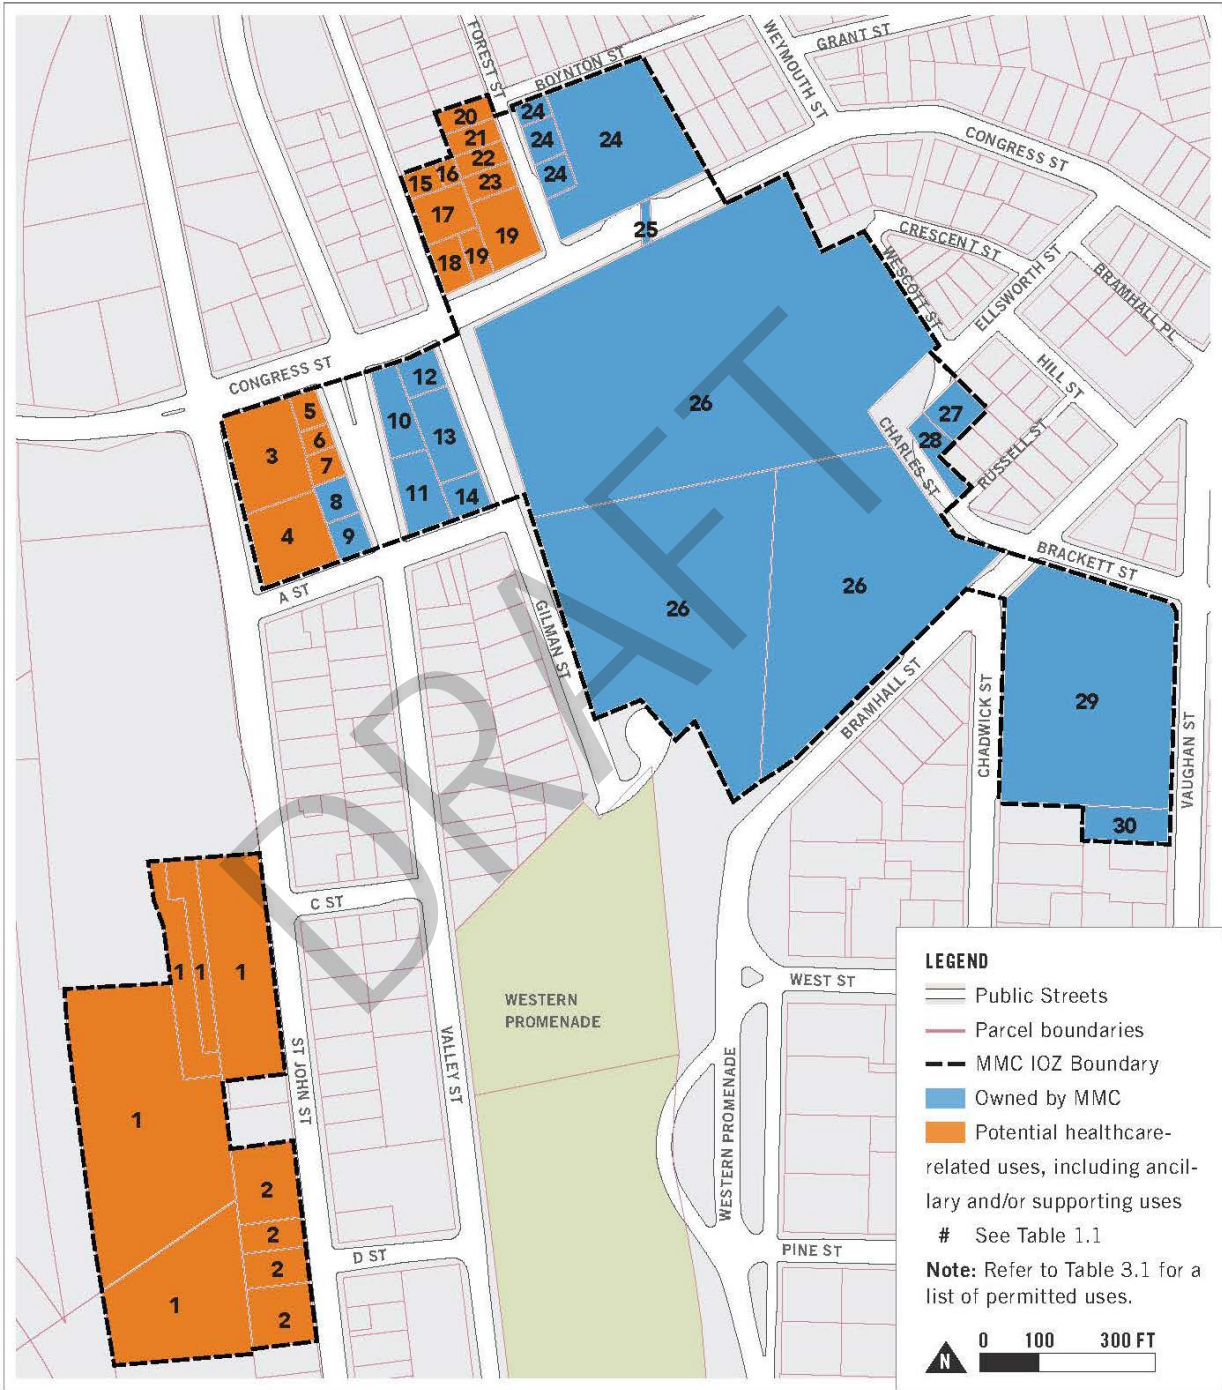 FOREST ST
BOYNTON ST
WEYMOUTH ST
GRANT ST
CONGRESS ST
20
21
22
23
15
16
17
18
19
19
24
24
24
24
25
CRESCENT ST
WESCOTT ST
ELLSWORTH ST
BRAMHALL PL
HILL ST
RUSSELL ST
CHARLES ST
CONGRESS ST
3
4
5
6
7
8
9
10
11
12
13
14
26
26
26
27
28
A ST
GILMAN ST
BRACKETT ST
BRAMHALL ST
CHADWICK ST
VAUGHAN ST
29
30
DRAFT
C ST
1
1
1
1
1
2
2
2
2
ST JOHN ST
VALLEY ST
D ST
WESTERN
PROMENADE
WESTERN PROMENADE
WEST ST
PINE ST
LEGEND
Public Streets
Parcel boundaries
MMC IOZ Boundary
Owned by MMC
Potential healthcare-
related uses, including ancil-
lary and/or supporting uses
# See Table 1.1
Note: Refer to Table 3.1 for a
list of permitted uses.
N
0 100 300 FT